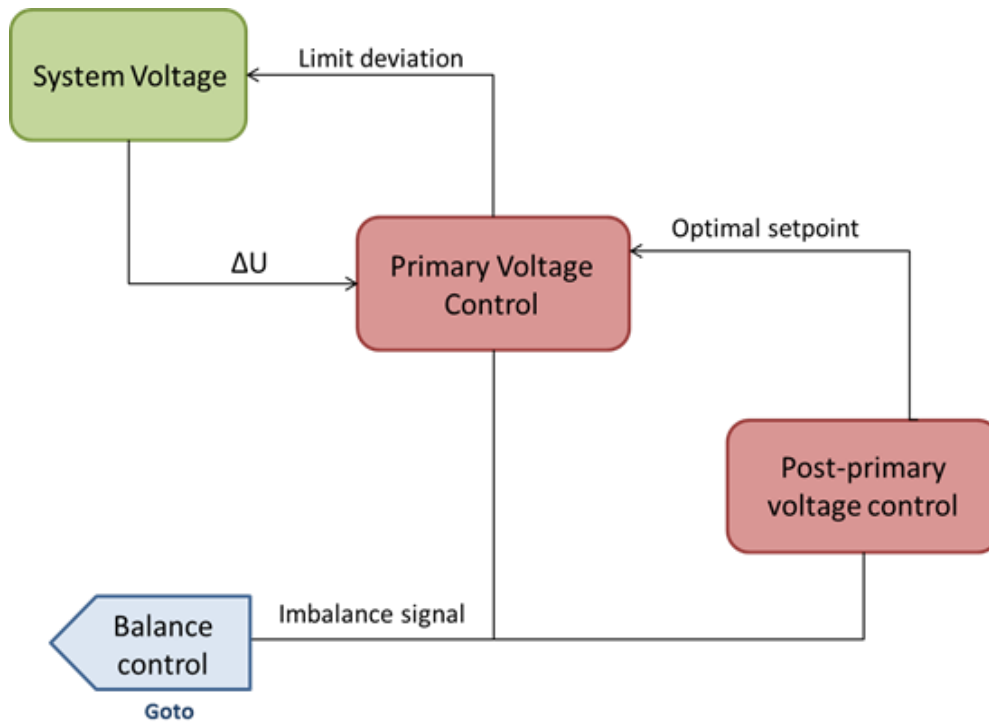 System Voltage
Limit deviation
ΔU
Primary Voltage
Control
Optimal setpoint
Post-primary
voltage control
Imbalance signal
Balance
control
Goto